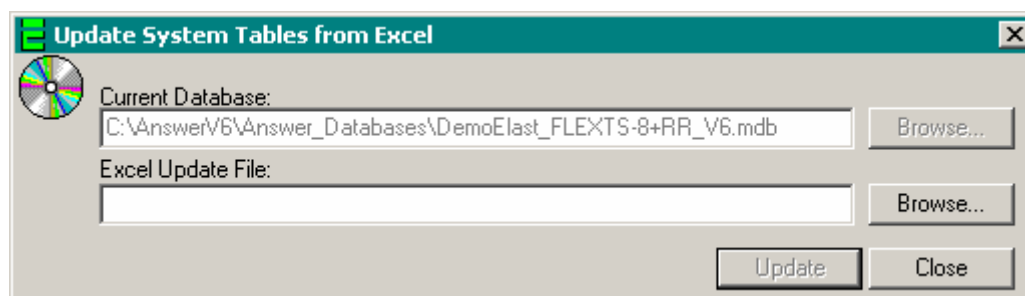 Update System Tables from Excel
Current Database:
C:\AnswerV6\Answer_Databases\DemoElast_FLEXTS-8+RR_V6.mdb Browse...
Excel Update File:
Browse...
Update Close